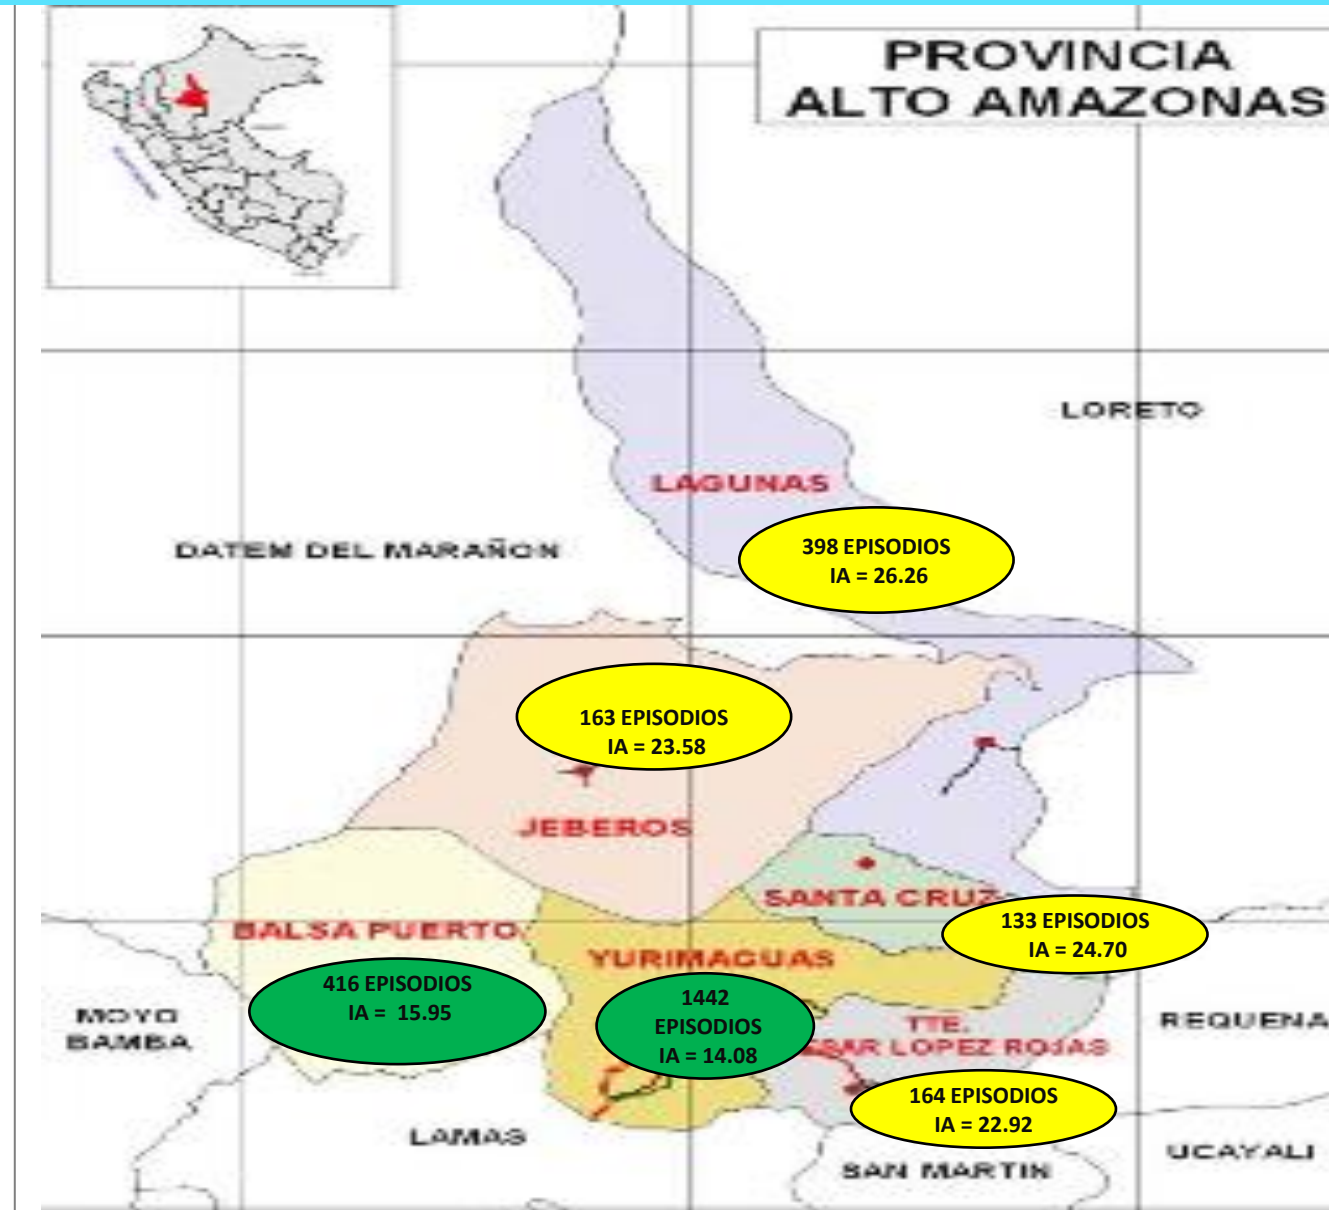 PROVINCIA
ALTO AMAZONAS
LORETO
LAGUNAS
DATEM DEL MARAÑON
398 EPISODIOS
IA = 26.26
163 EPISODIOS
IA = 23.58
JEBEROS
SANTA CRUZ
133 EPISODIOS
IA = 24.70
BALSA PUERTO
YURIMAGUAS
416 EPISODIOS
IA = 15.95
1442
EPISODIOS
IA = 14.08
MOYO
BAMBA
TTE.
ESAR LOPEZ ROJAS
REQUENA
164 EPISODIOS
IA = 22.92
LAMAS
SAN MARTIN
UCAYALI